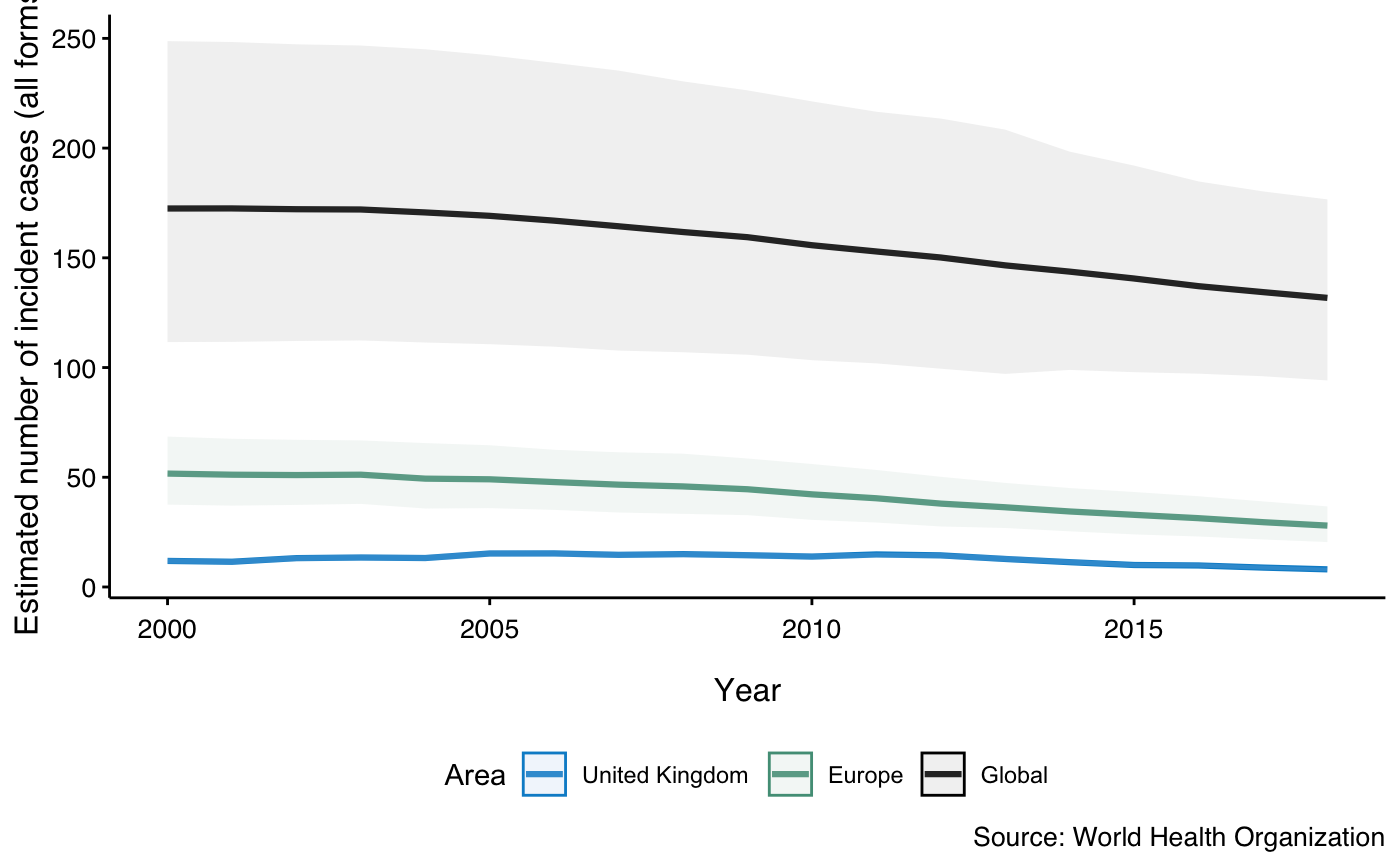 Estimated number of incident cases (all forms
250
200
150
100
50
0
2000 2005 2010 2015
Year
Area United Kingdom Europe Global
Source: World Health Organization